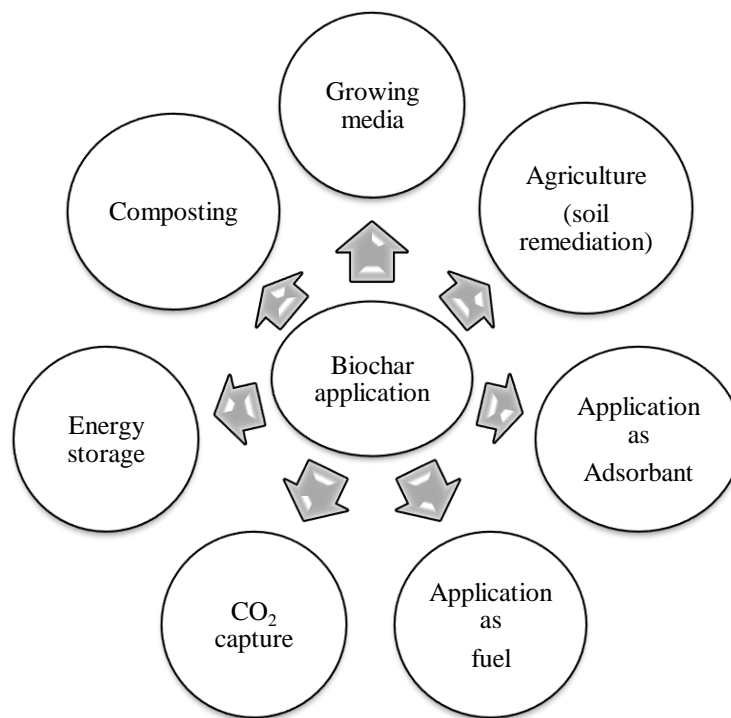 Growing
media
Agriculture
(soil
remediation)
Composting
Biochar
application
Application
as
Adsorbant
Energy
storage
CO₂
capture
Application
as
fuel